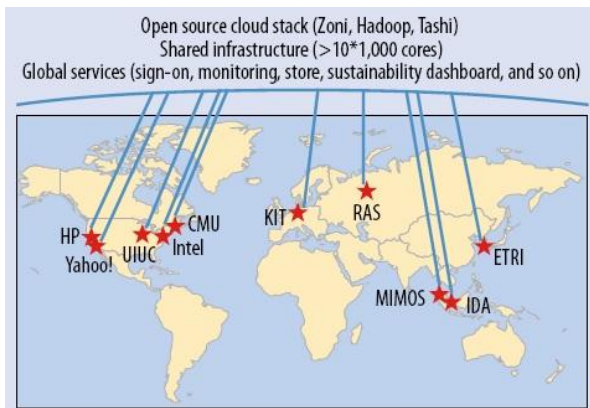 Open source cloud stack (Zoni, Hadoop, Tashi)
Shared infrastructure (>10*1,000 cores)
Global services (sign-on, monitoring, store, sustainability dashboard, and so on)
CMU
KIT
RAS
HP
Intel
UIUC
Yahoo!
ETRI
MIMOS
IDA